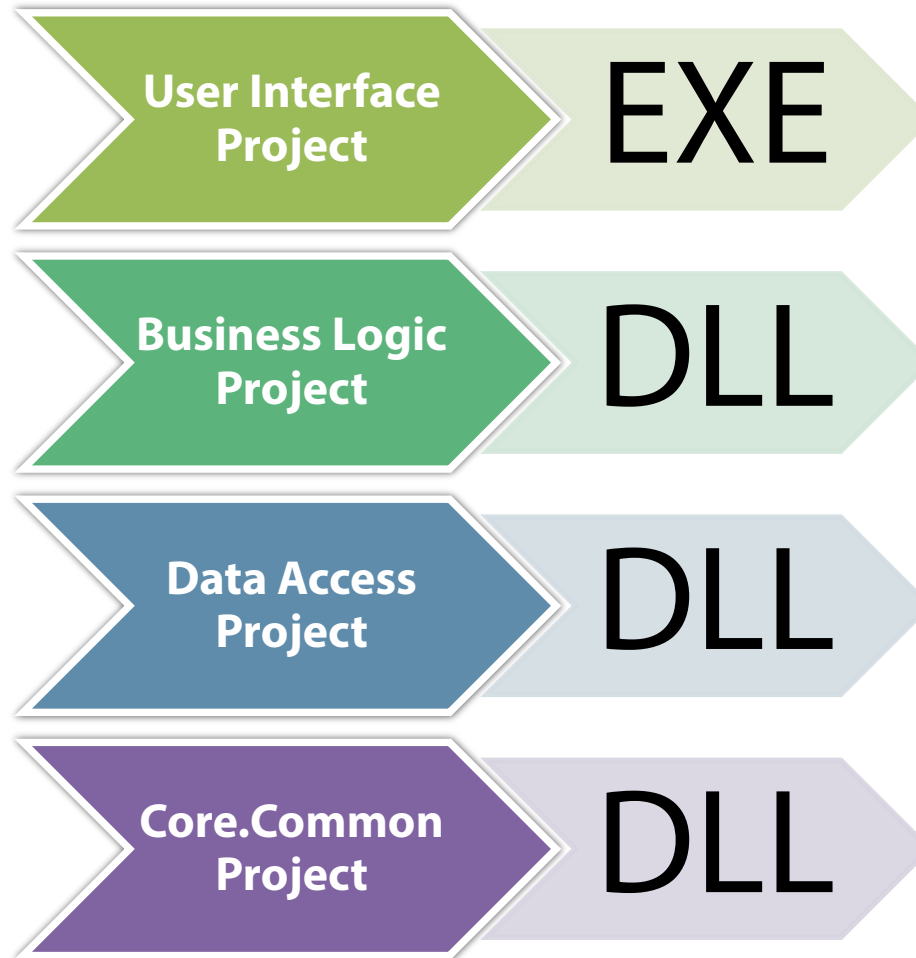 User Interface
Project
EXE
Business Logic
Project
DLL
Data Access
Project
DLL
Core.Common
Project
DLL